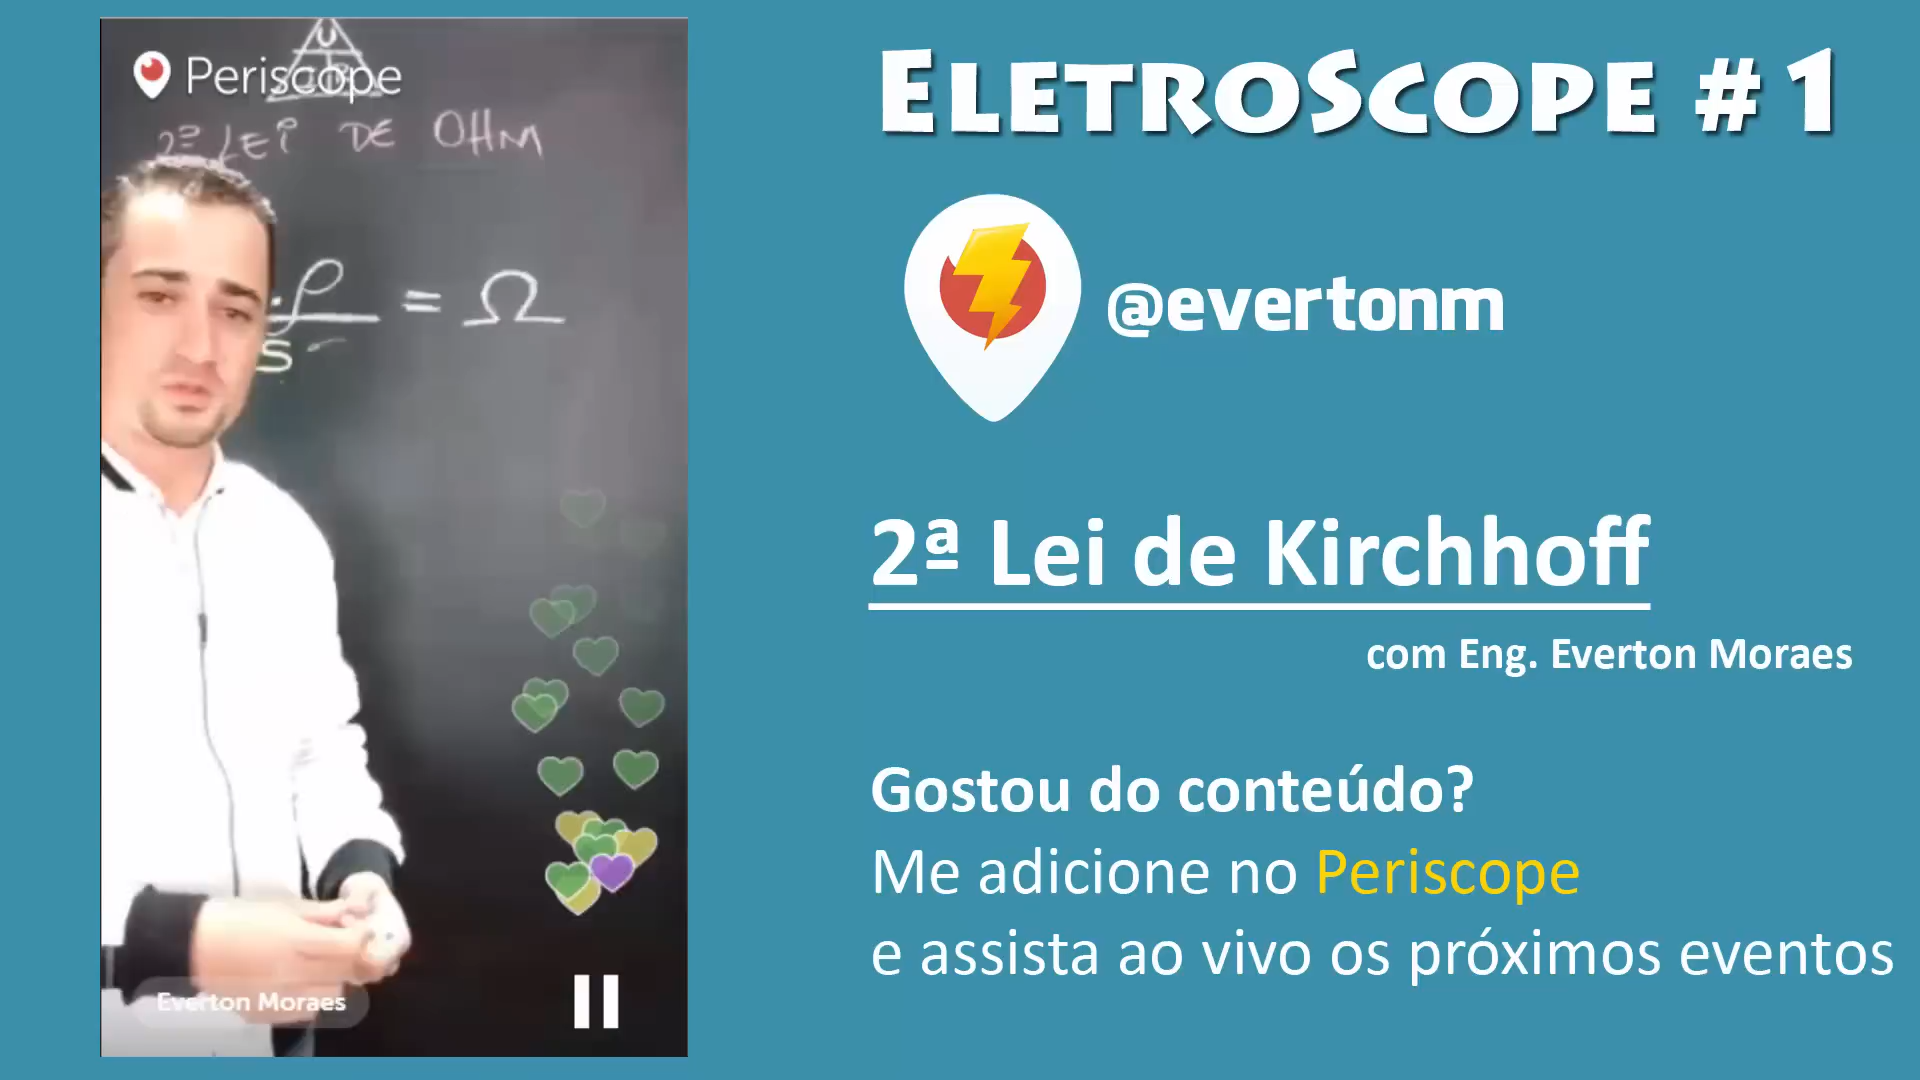 Periscope
2ª LEI DE OHM
ρ = Ω
S
Everton Moraes
ELETROSCOPE #1
@evertonm
2ª Lei de Kirchhoff
com Eng. Everton Moraes
Gostou do conteúdo?
Me adicione no Periscope
e assista ao vivo os próximos eventos